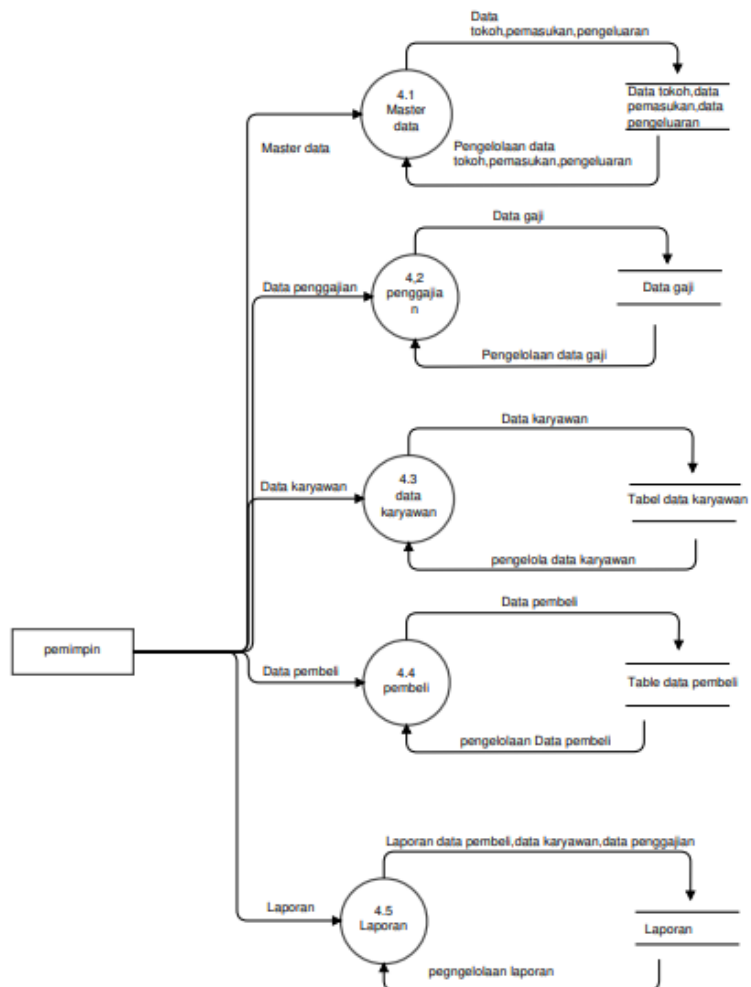 Data
tokoh,pemasukan,pengeluaran
4.1
Master
data
Data tokoh,data
pemasukan,data
pengeluaran
Master data
Pengelolaan data
tokoh,pemasukan,pengeluaran
Data gaji
Data penggajian
4,2
penggajia
n
Data gaji
Pengelolaan data gaji
Data karyawan
Data karyawan
4.3
data
karyawan
Tabel data karyawan
pengelola data karyawan
Data pembeli
pemimpin
Data pembeli
4.4
pembeli
Table data pembeli
pengelolaan Data pembeli
Laporan data pembeli,data karyawan,data penggajian
Laporan
4.5
Laporan
Laporan
pegngelolaan laporan